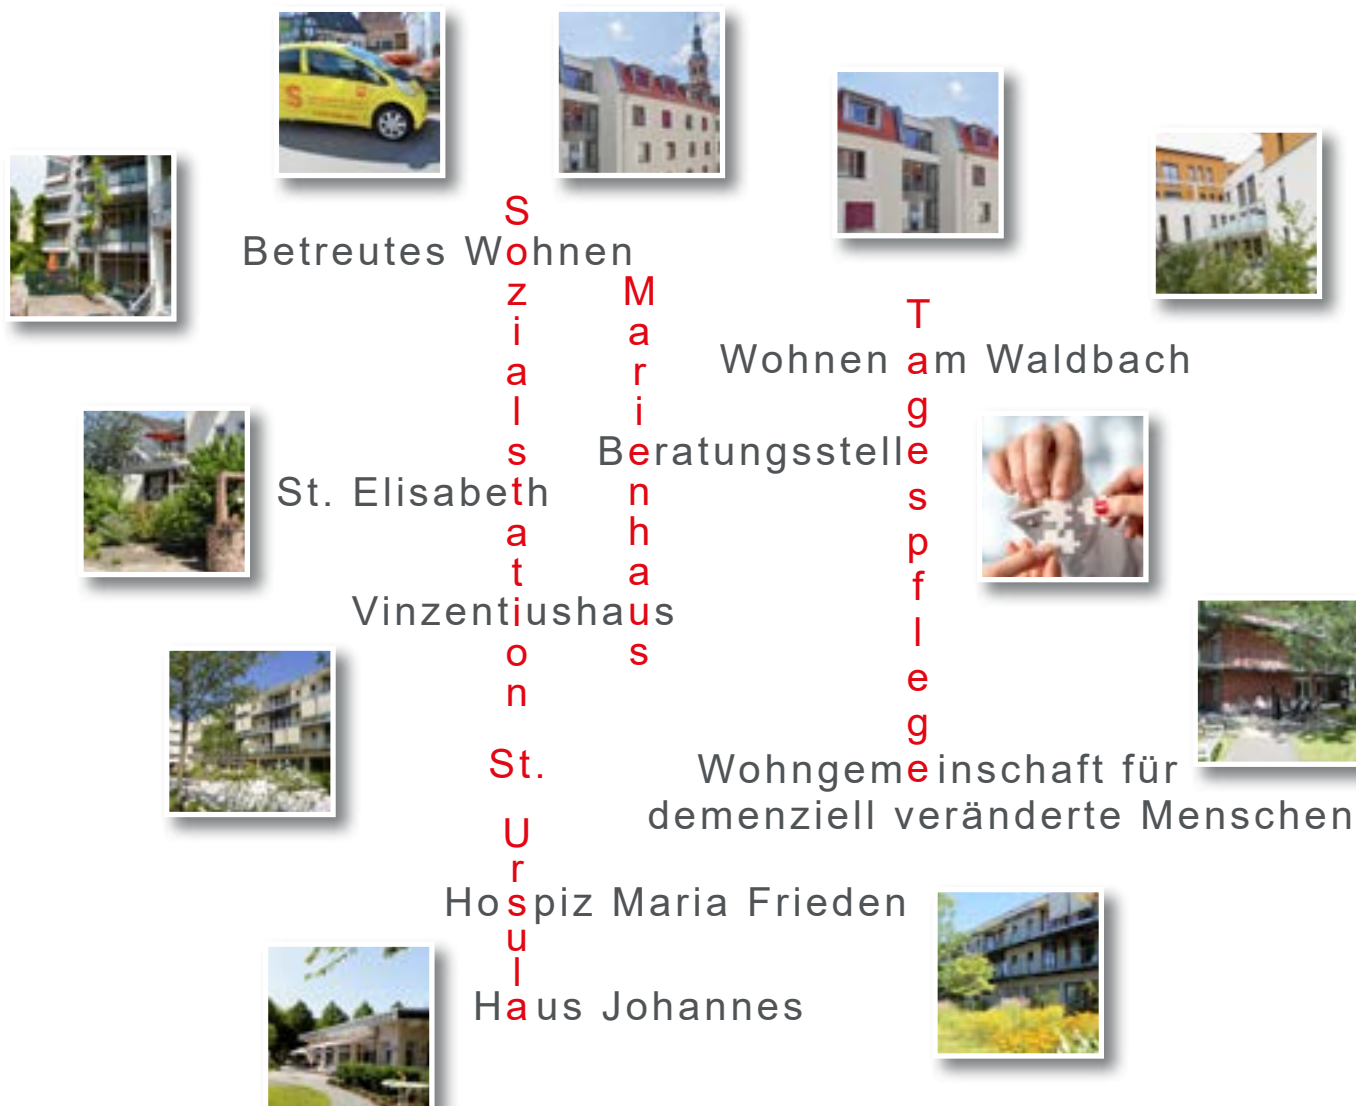 Sozialstation St. Ursula
Betreutes Wohnen
Marienhaus
Tagespflege
Wohnen am Waldbach
Beratungsstelle
St. Elisabeth
Vinzentiushaus
Wohngemeinschaft für
demenziell veränderte Menschen
Hospiz Maria Frieden
Haus Johannes